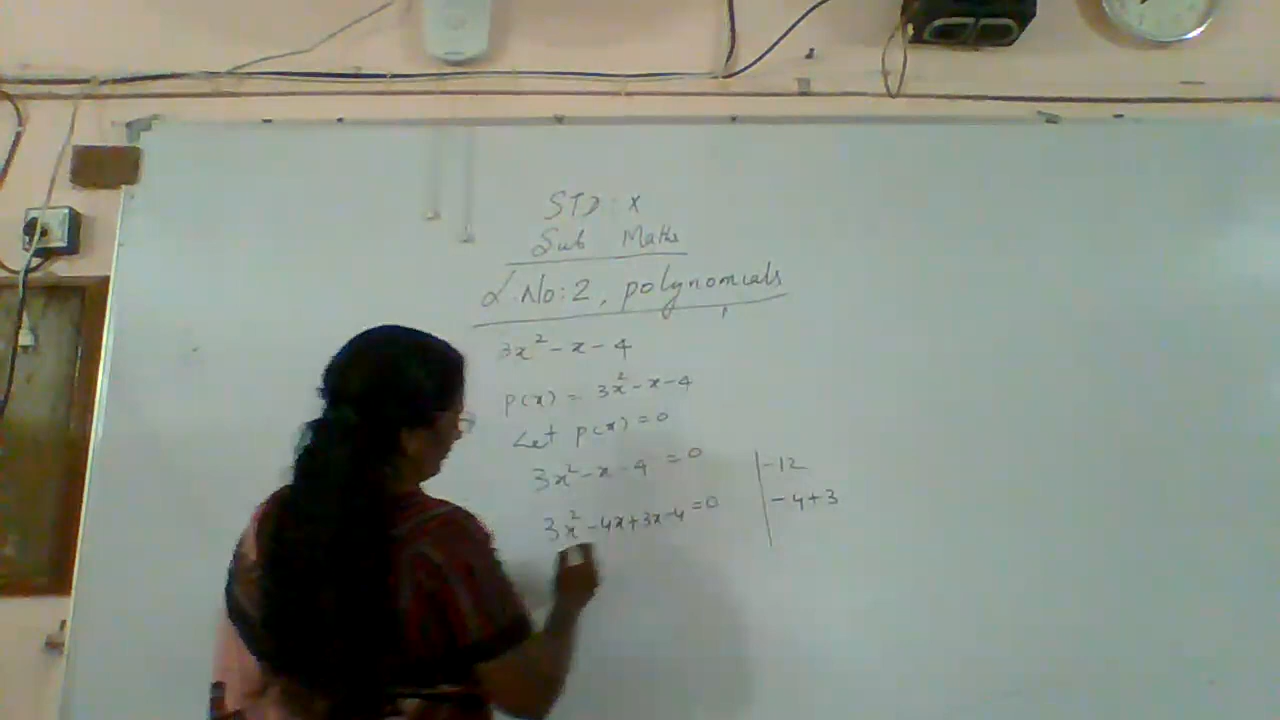 STD: X
Sub Maths
L.No:2, polynomials
3x² - x - 4
p(x) = 3x² - x - 4
Let p(x) = 0
3x² - x - 4 = 0
3x² - 4x + 3x - 4 = 0
-12
-4+3